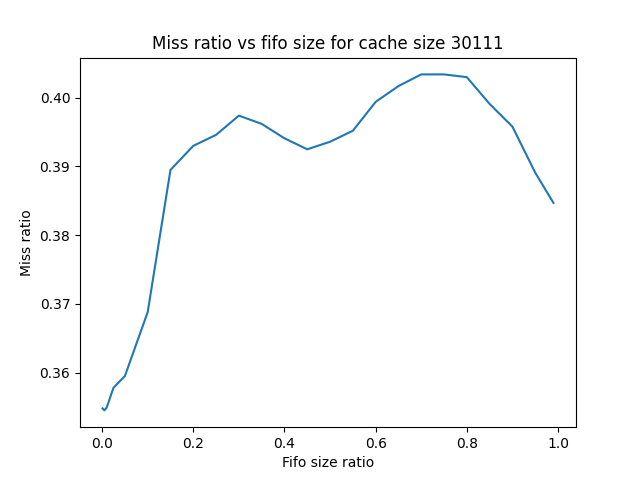 Miss ratio vs fifo size for cache size 30111
0.40
0.39
0.38
0.37
0.36
Miss ratio
0.0 0.2 0.4 0.6 0.8 1.0
Fifo size ratio